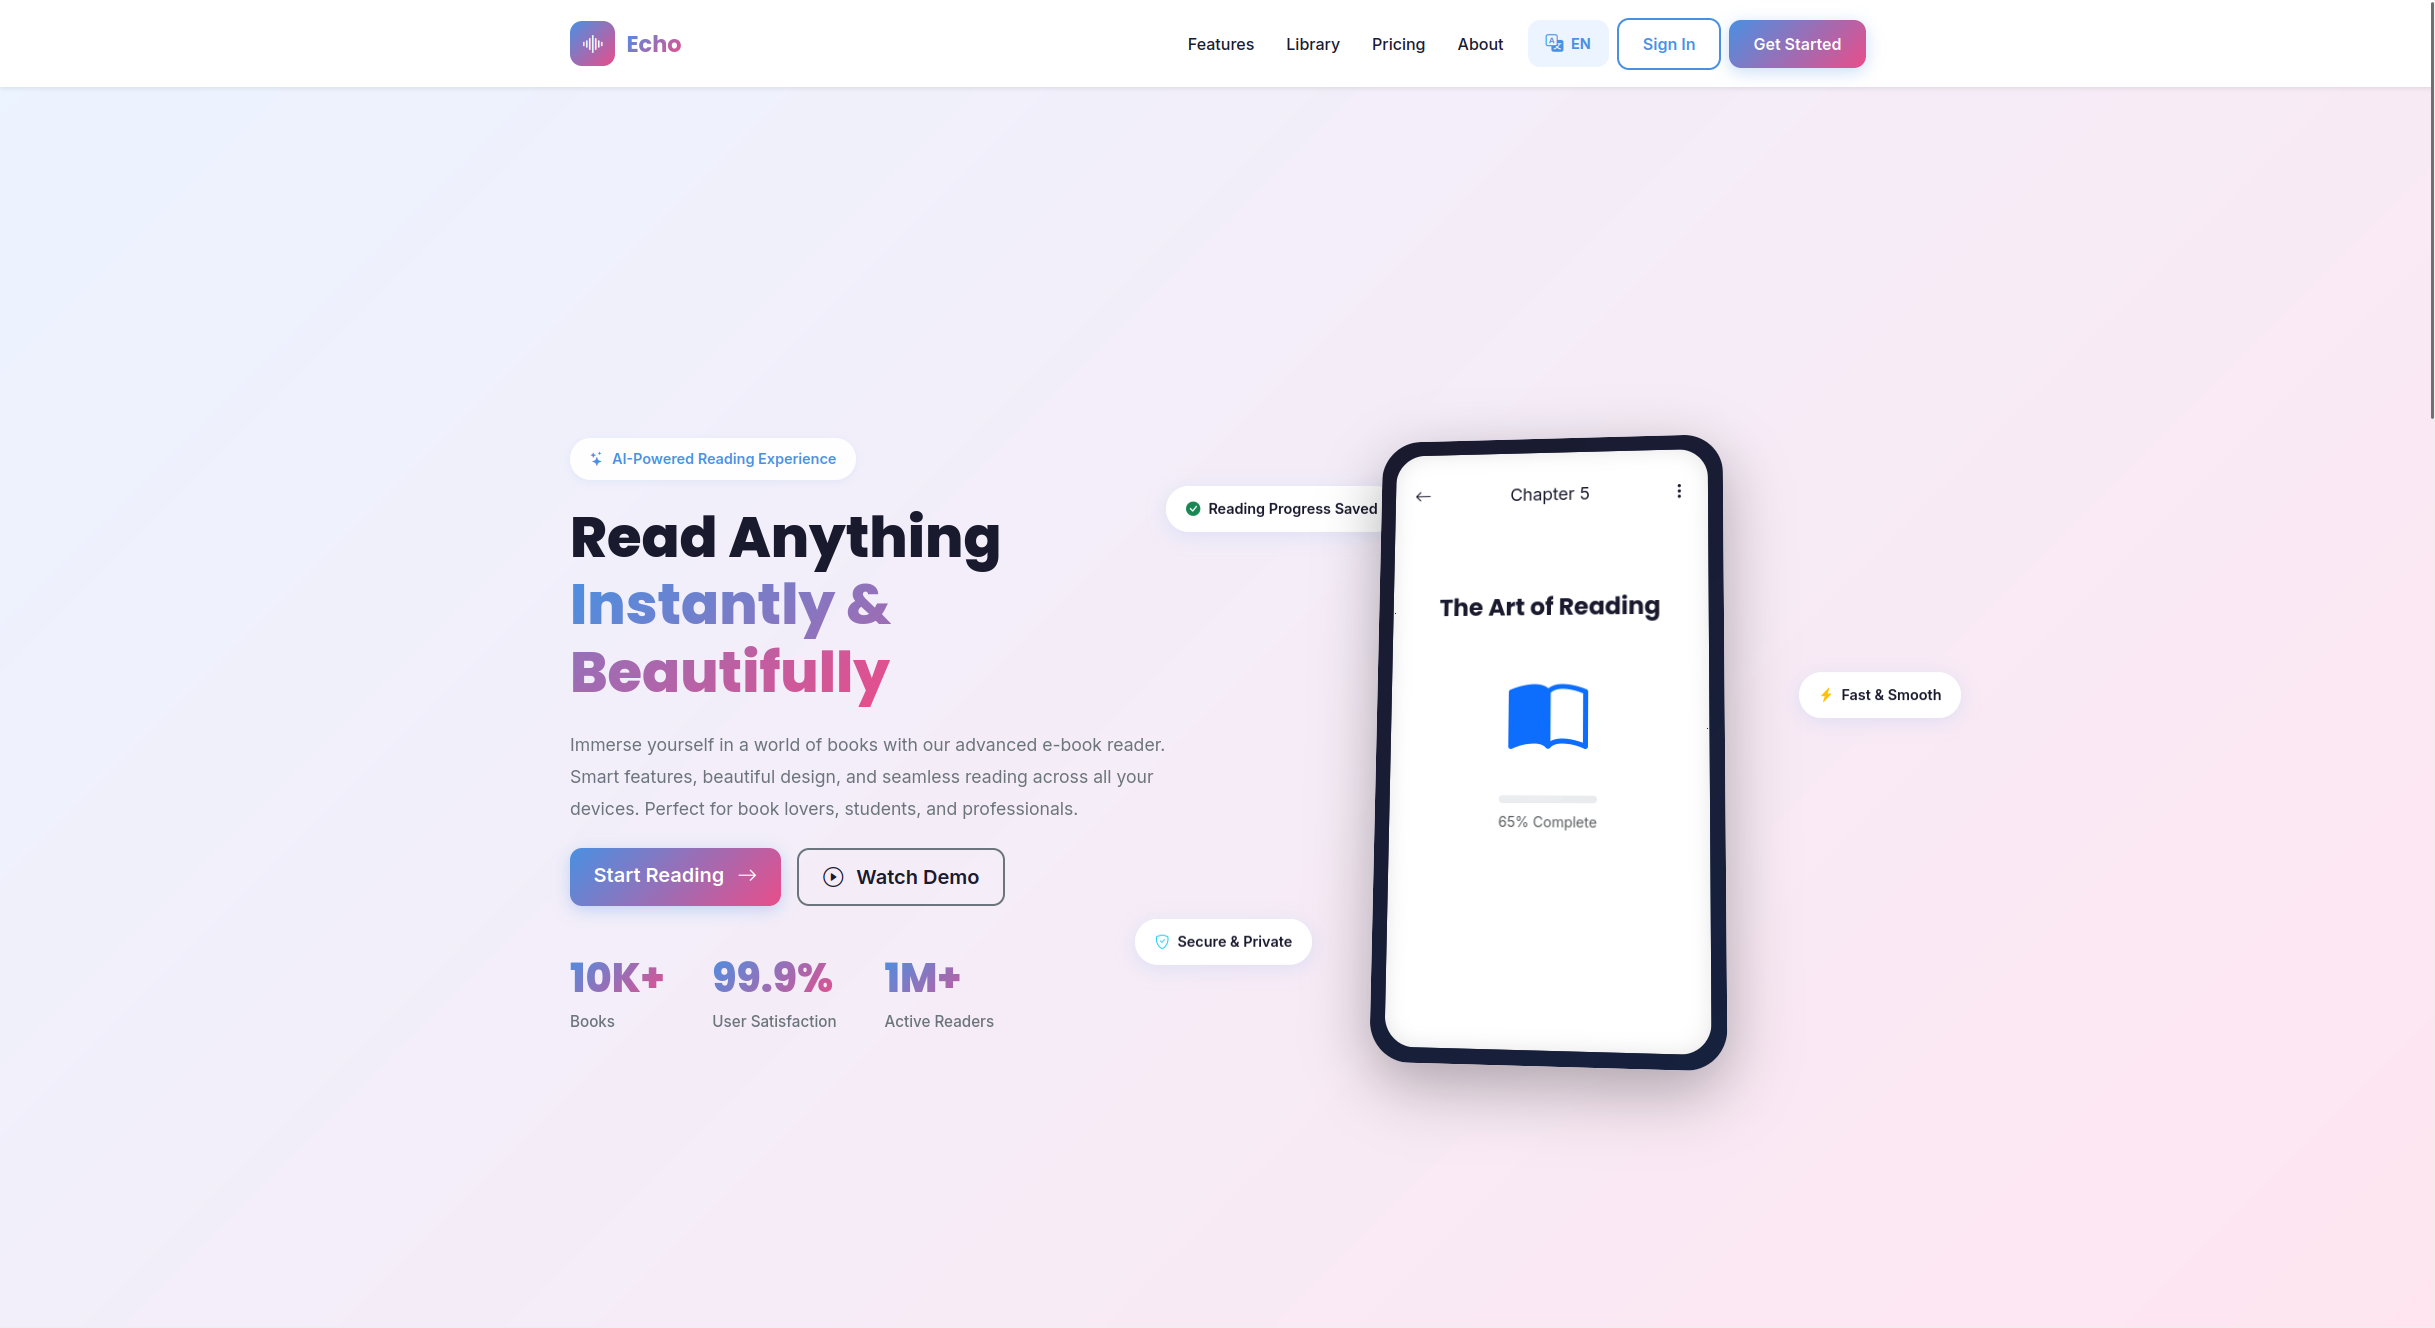 Echo
Features
Library
Pricing
About
EN
Sign In
Get Started
AI-Powered Reading Experience
Read Anything
Instantly &
Beautifully
Immerse yourself in a world of books with our advanced e-book reader.
Smart features, beautiful design, and seamless reading across all your
devices. Perfect for book lovers, students, and professionals.
Start Reading
Watch Demo
10K+
Books
99.9%
User Satisfaction
1M+
Active Readers
Reading Progress Saved
Chapter 5
The Art of Reading
65% Complete
Fast & Smooth
Secure & Private